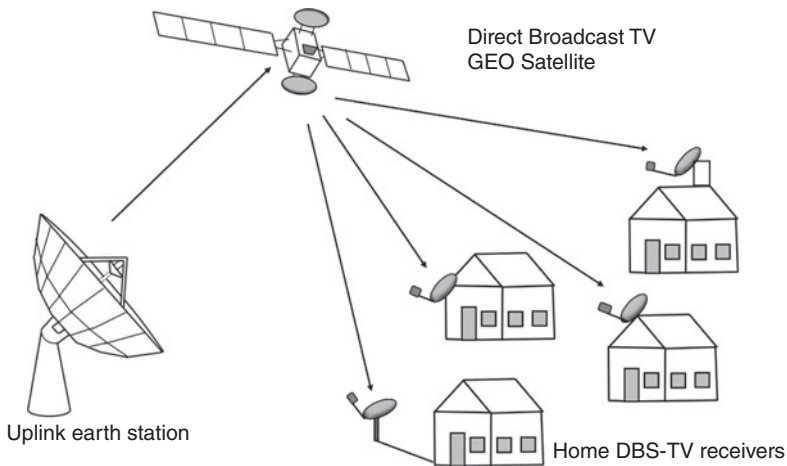 Direct Broadcast TV
GEO Satellite
Uplink earth station
Home DBS-TV receivers